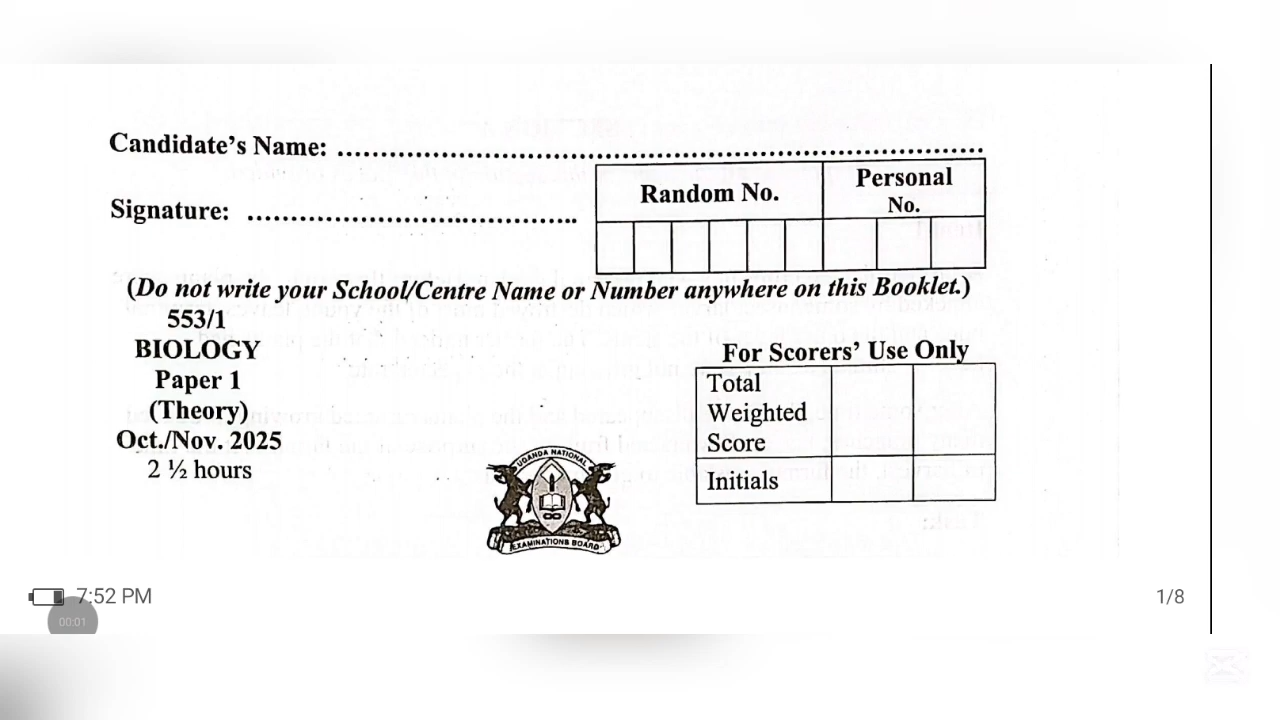 Candidate's Name: ........................................................................................
Signature: .......................................
Random No.
Personal No.
(Do not write your School/Centre Name or Number anywhere on this Booklet.)
553/1
BIOLOGY
Paper 1
(Theory)
Oct./Nov. 2025
2 ½ hours
For Scorers' Use Only
Total
Weighted
Score
Initials
UGANDA NATIONAL
EXAMINATIONS BOARD
7:52 PM
00:01
1/8